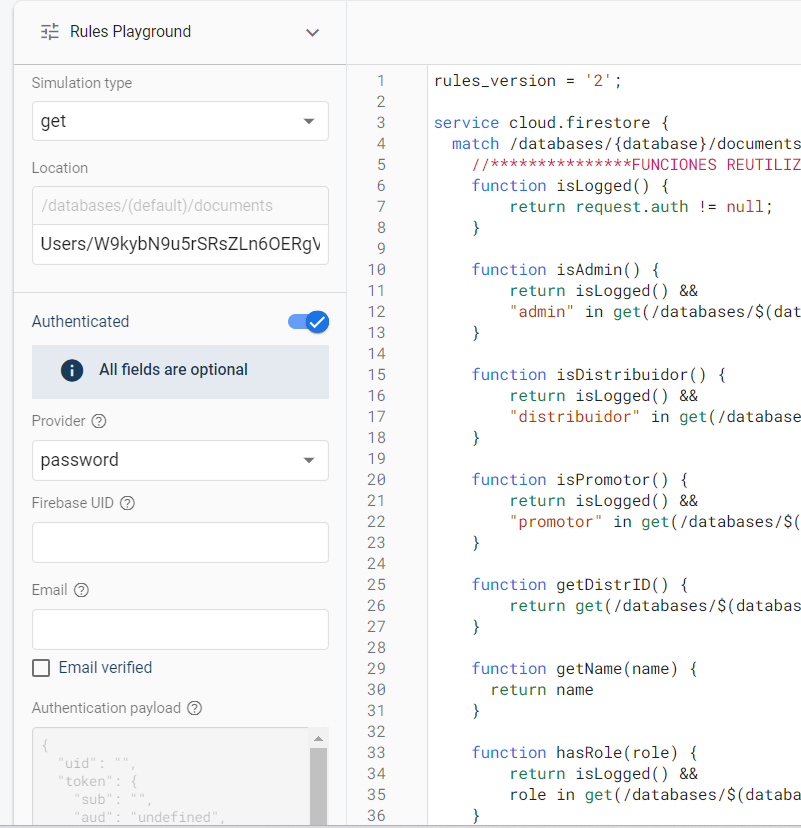 Rules Playground
Simulation type
get
Location
/databases/(default)/documents
Users/W9kybN9u5rSRsZLn6OERgV
Authenticated
All fields are optional
Provider
password
Firebase UID
Email
Email verified
Authentication payload
{
"uid": "",
"token": {
"sub": "",
"aud": "undefined",
1 rules_version = '2';
2
3 service cloud.firestore {
4 match /databases/{database}/documents
5 //***************FUNCIONES REUTILIZ
6 function isLogged() {
7 return request.auth != null;
8 }
9
10 function isAdmin() {
11 return isLogged() &&
12 "admin" in get(/databases/$(dat
13 }
14
15 function isDistribuidor() {
16 return isLogged() &&
17 "distribuidor" in get(/database
18 }
19
20 function isPromotor() {
21 return isLogged() &&
22 "promotor" in get(/databases/$(
23 }
24
25 function getDistrID() {
26 return get(/databases/$(databas
27 }
28
29 function getName(name) {
30 return name
31 }
32
33 function hasRole(role) {
34 return isLogged() &&
35 role in get(/databases/$(databa
36 }